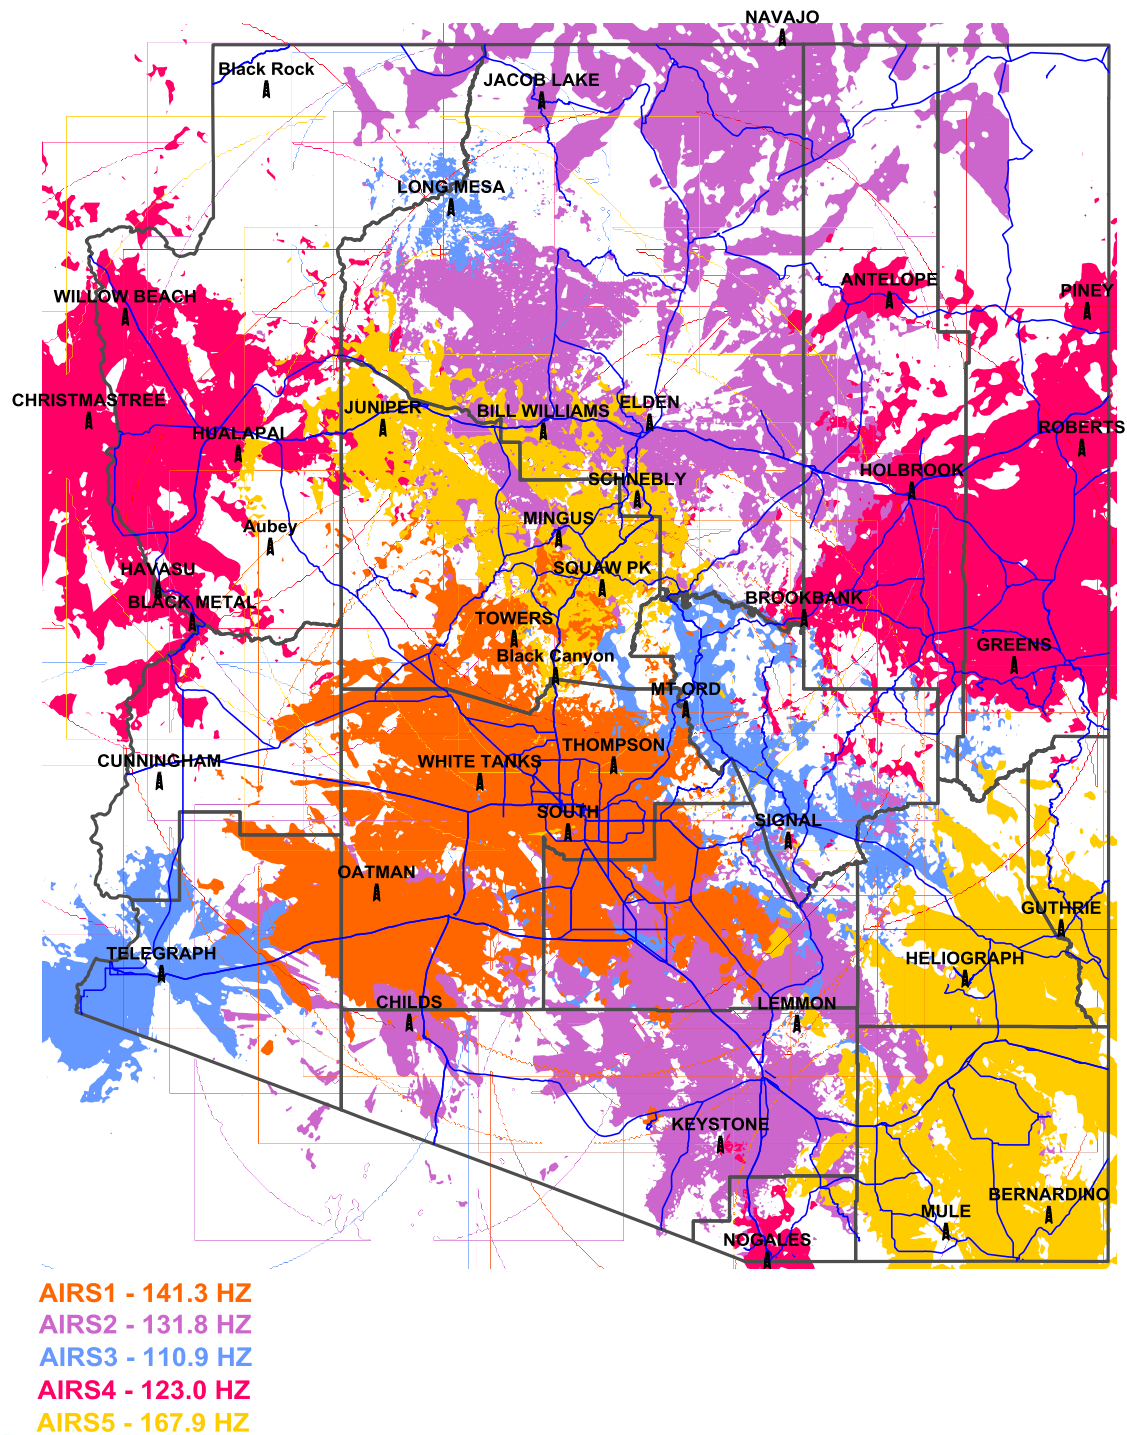 NAVAJO
Black Rock
JACOB LAKE
LONG MESA
ANTELOPE
PINEY
WILLOW BEACH
CHRISTMASTREE
JUNIPER
BILL WILLIAMS
ELDEN
HUALAPAI
ROBERTS
HOLBROOK
SCHNEBLY
MINGUS
Aubey
HAVASU
SQUAW PK
BLACK METAL
BROOKBANK
TOWERS
GREENS
Black Canyon
MT ORD
THOMPSON
CUNNINGHAM
WHITE TANKS
SOUTH
SIGNAL
OATMAN
GUTHRIE
TELEGRAPH
HELIOGRAPH
CHILDS
LEMMON
KEYSTONE
BERNARDINO
MULE
NOGALES
AIRS1 - 141.3 HZ
AIRS2 - 131.8 HZ
AIRS3 - 110.9 HZ
AIRS4 - 123.0 HZ
AIRS5 - 167.9 HZ